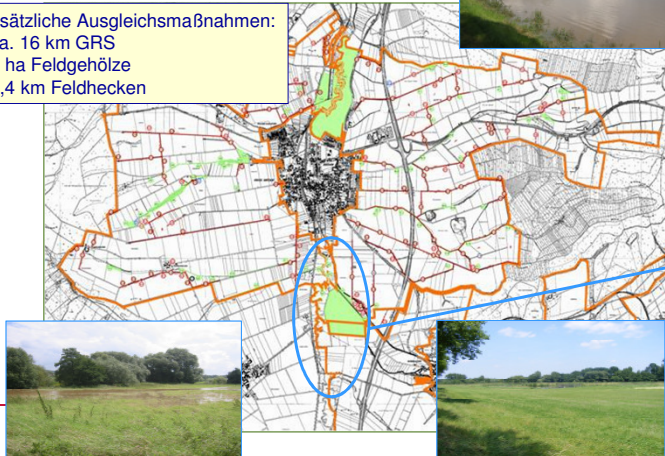 sätzliche Ausgleichsmaßnahmen:
a. 16 km GRS
ha Feldgehölze
,4 km Feldhecken